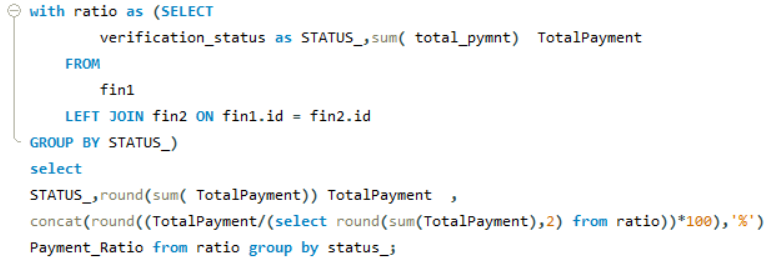 with ratio as (SELECT
verification_status as STATUS_,sum( total_pymnt)  TotalPayment
FROM
fin1
LEFT JOIN fin2 ON fin1.id = fin2.id
GROUP BY STATUS_)
select
STATUS_,round(sum( TotalPayment)) TotalPayment  ,
concat(round((TotalPayment/(select round(sum(TotalPayment),2) from ratio))*100),'%')
Payment_Ratio from ratio group by status_;